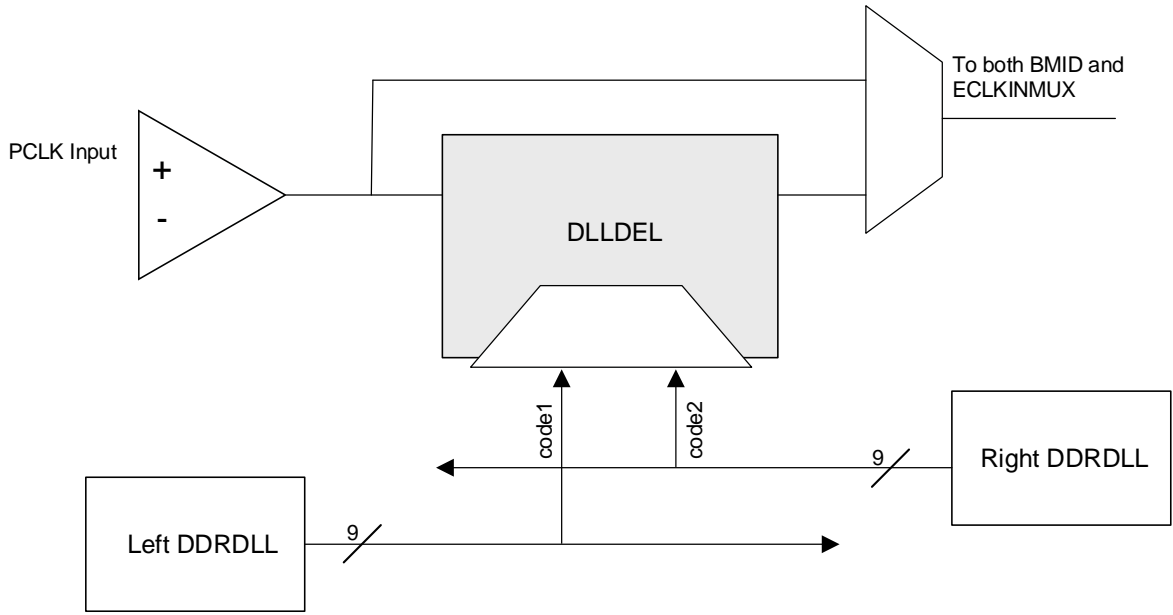 To both BMID and
ECLKINMUX
PCLK Input
+
-
DLLDEL
code1
code2
9
Right DDRDLL
9
Left DDRDLL